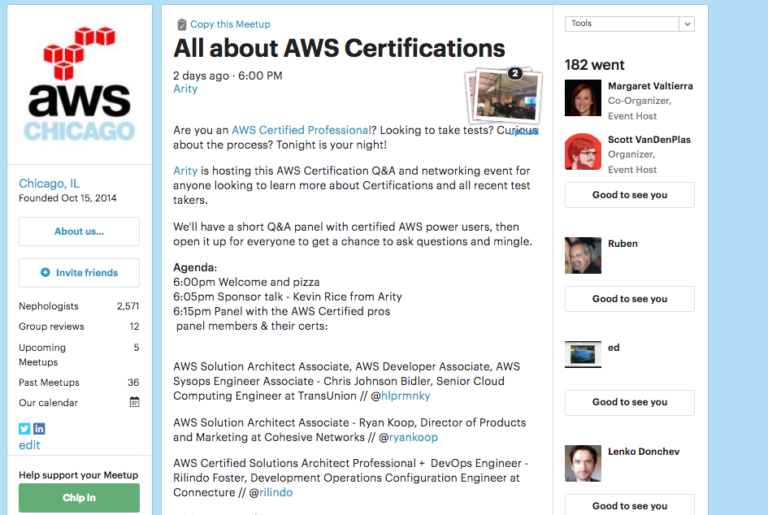 aws
CHICAGO
Chicago, IL
Founded Oct 15, 2014
About us...
Invite friends
Nephologists 2,571
Group reviews 12
Upcoming 5
Meetups
Past Meetups 36
Our calendar
edit
Help support your Meetup
Chip in
Copy this Meetup
All about AWS Certifications
2 days ago · 6:00 PM
Arity
2
Upload
Are you an AWS Certified Professional? Looking to take tests? Curious
about the process? Tonight is your night!
Arity is hosting this AWS Certification Q&A and networking event for
anyone looking to learn more about Certifications and all recent test
takers.
We'll have a short Q&A panel with certified AWS power users, then
open it up for everyone to get a chance to ask questions and mingle.
Agenda:
6:00pm Welcome and pizza
6:05pm Sponsor talk - Kevin Rice from Arity
6:15pm Panel with the AWS Certified pros
panel members & their certs:
AWS Solution Architect Associate, AWS Developer Associate, AWS
Sysops Engineer Associate - Chris Johnson Bidler, Senior Cloud
Computing Engineer at TransUnion // @hlprmnky
AWS Solution Architect Associate - Ryan Koop, Director of Products
and Marketing at Cohesive Networks // @ryankoop
AWS Certified Solutions Architect Professional + DevOps Engineer -
Rilindo Foster, Development Operations Configuration Engineer at
Connecture // @rilindo
Tools
182 went
Margaret Valtierra
Co-Organizer,
Event Host
Scott VanDenPlas
Organizer,
Event Host
Good to see you
Ruben
Good to see you
ed
Good to see you
Lenko Donchev
Good to see you